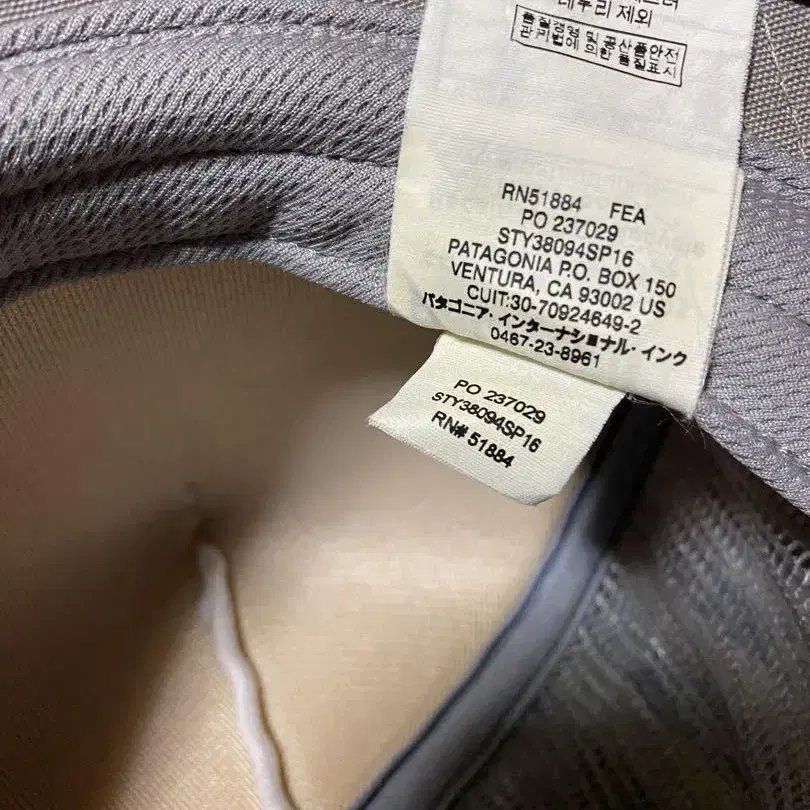 테두리 제외
품질경영 및 공산품안전
관리법에 의한 품질표시
RN51884 FEA
PO 237029
STY38094SP16
PATAGONIA P.O. BOX 150
VENTURA, CA 93002 US
CUIT:30-70924649-2
パタゴニア・インターナショナル・インク
0467-23-8961
PO 237029
STY38094SP16
RN# 51884